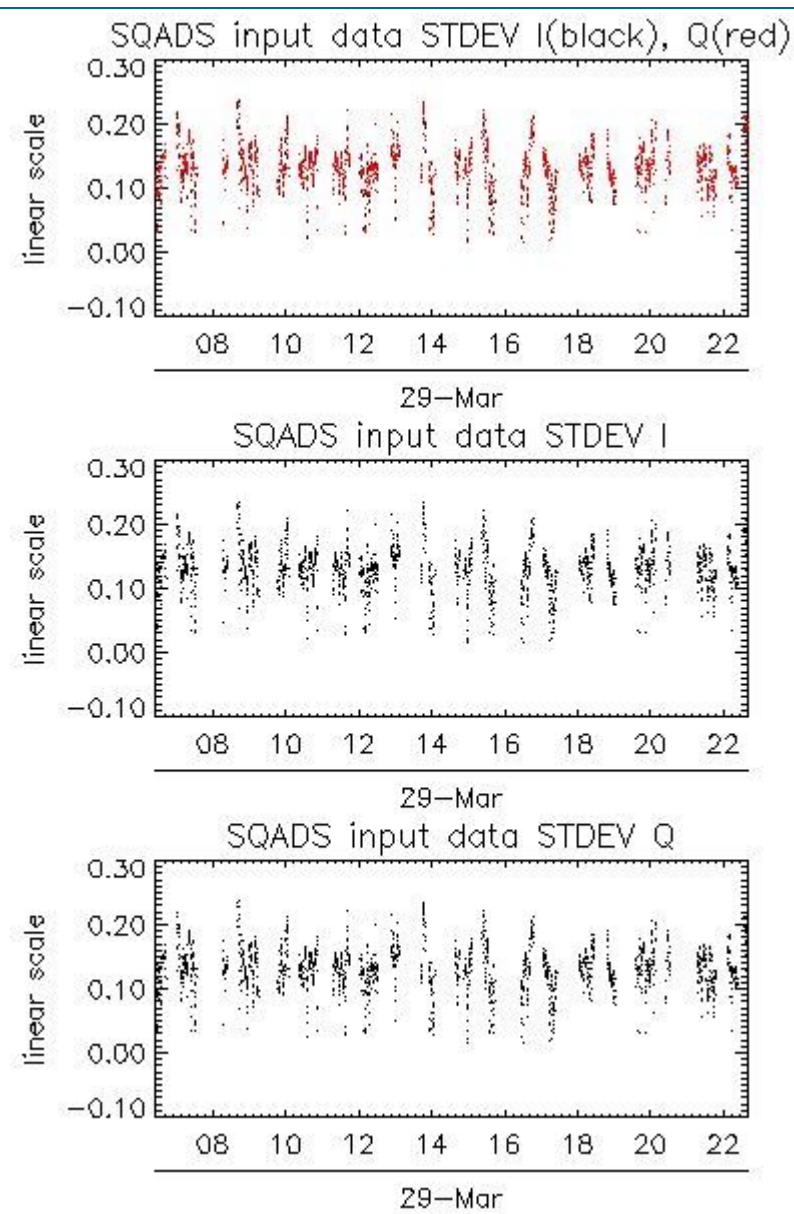 SQADS input data STDEV I(black), Q(red)
0.30
0.20
0.10
0.00
−0.10
linear scale
08 10 12 14 16 18 20 22
29−Mar
SQADS input data STDEV I
0.30
0.20
0.10
0.00
−0.10
linear scale
08 10 12 14 16 18 20 22
29−Mar
SQADS input data STDEV Q
0.30
0.20
0.10
0.00
−0.10
linear scale
08 10 12 14 16 18 20 22
29−Mar